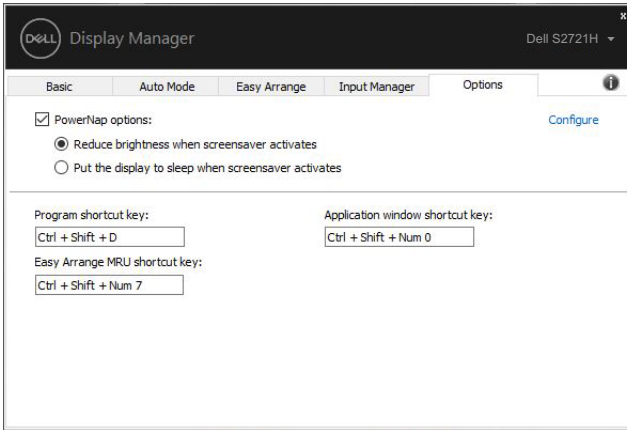 DELL Display Manager
x
Dell S2721H
Basic Auto Mode Easy Arrange Input Manager Options i
PowerNap options: Configure
Reduce brightness when screensaver activates
Put the display to sleep when screensaver activates
Program shortcut key: Application window shortcut key:
Ctrl + Shift + D Ctrl + Shift + Num 0
Easy Arrange MRU shortcut key:
Ctrl + Shift + Num 7